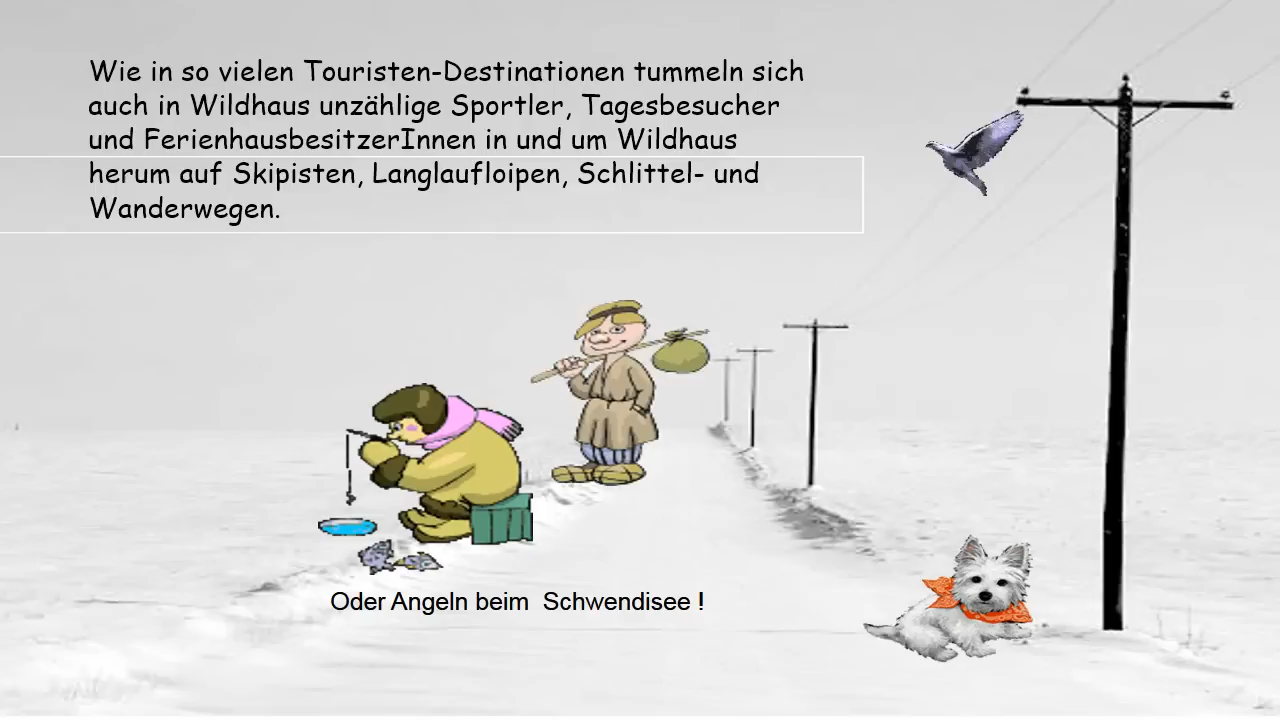 Wie in so vielen Touristen-Destinationen tummeln sich
auch in Wildhaus unzählige Sportler, Tagesbesucher
und FerienhausbesitzerInnen in und um Wildhaus
herum auf Skipisten, Langlaufloipen, Schlittel- und
Wanderwegen.
Oder Angeln beim Schwendisee !